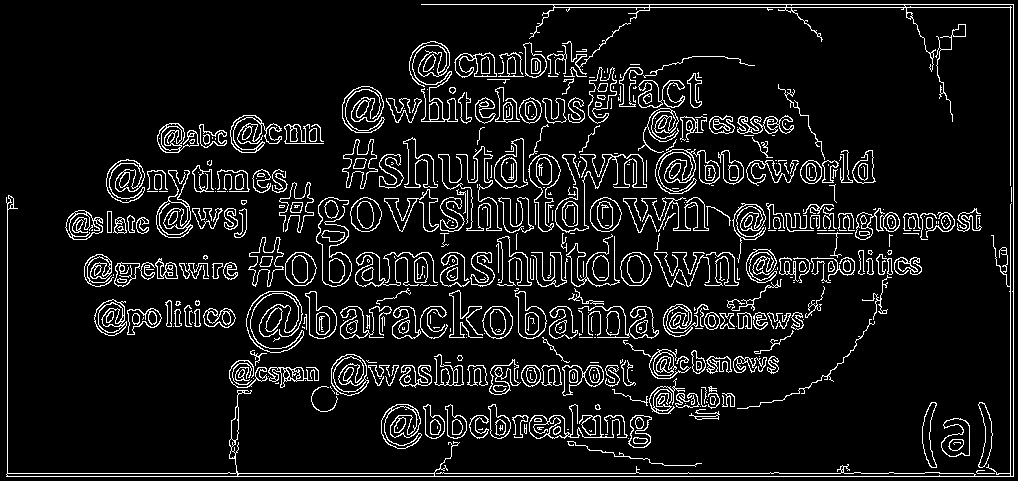 @cnnbrk
#fact
@whitehouse
@presssec
@abc @cnn
#shutdown @bbcworld
@nytimes
#govtshutdown
@slate @wsj @huffingtonpost
#obamashutdown @nprpolitics
@gretawire
@politico @barackobama @foxnews
@cspan @washingtonpost @cbsnews
@salon
@bbcbreaking
(a)